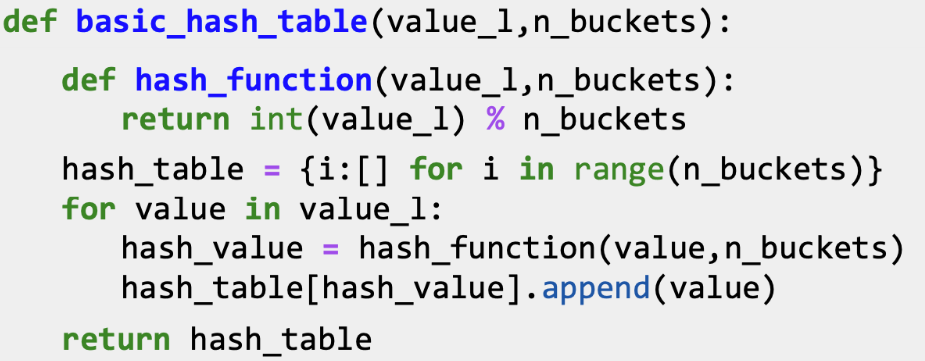 def basic_hash_table(value_l,n_buckets):
    def hash_function(value_l,n_buckets):
        return int(value_l) % n_buckets
    hash_table = {i:[] for i in range(n_buckets)}
    for value in value_l:
        hash_value = hash_function(value,n_buckets)
        hash_table[hash_value].append(value)
    return hash_table